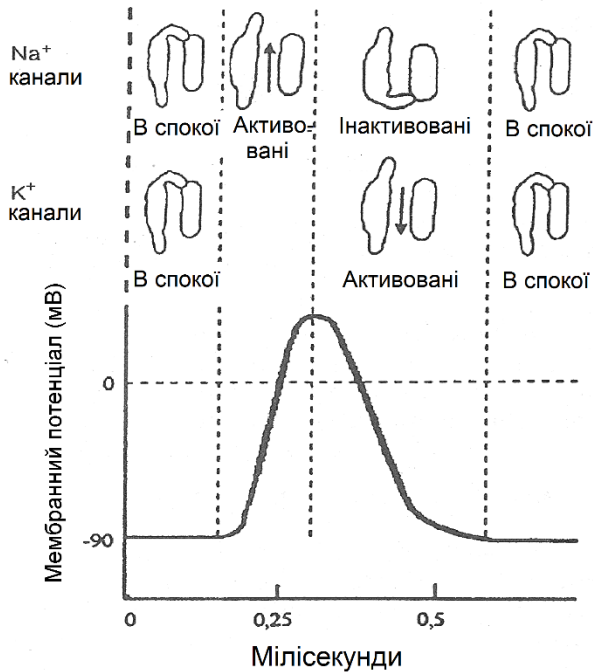 Na⁺
канали
В спокої
Активо-
вані
Інактивовані
В спокої
K⁺
канали
В спокої
Активовані
В спокої
Мембранний потенціал (мВ)
0
-90
0
0,25
0,5
Мілісекунди